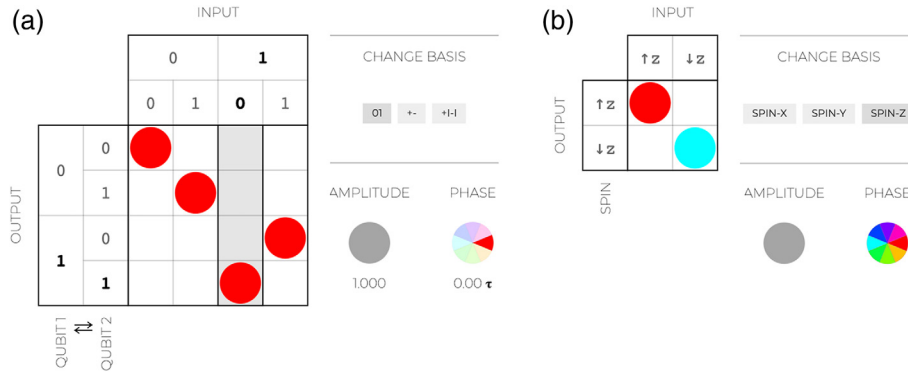 (a)
INPUT
0 1
0 1 0 1
OUTPUT
0 0
1
1 0
1
QUBIT 1 ⇄ QUBIT 2
CHANGE BASIS
01 +- +I-I
AMPLITUDE PHASE
1.000 0.00 τ
(b)
INPUT
↑z ↓z
OUTPUT
↑z
↓z
SPIN
CHANGE BASIS
SPIN-X SPIN-Y SPIN-Z
AMPLITUDE PHASE